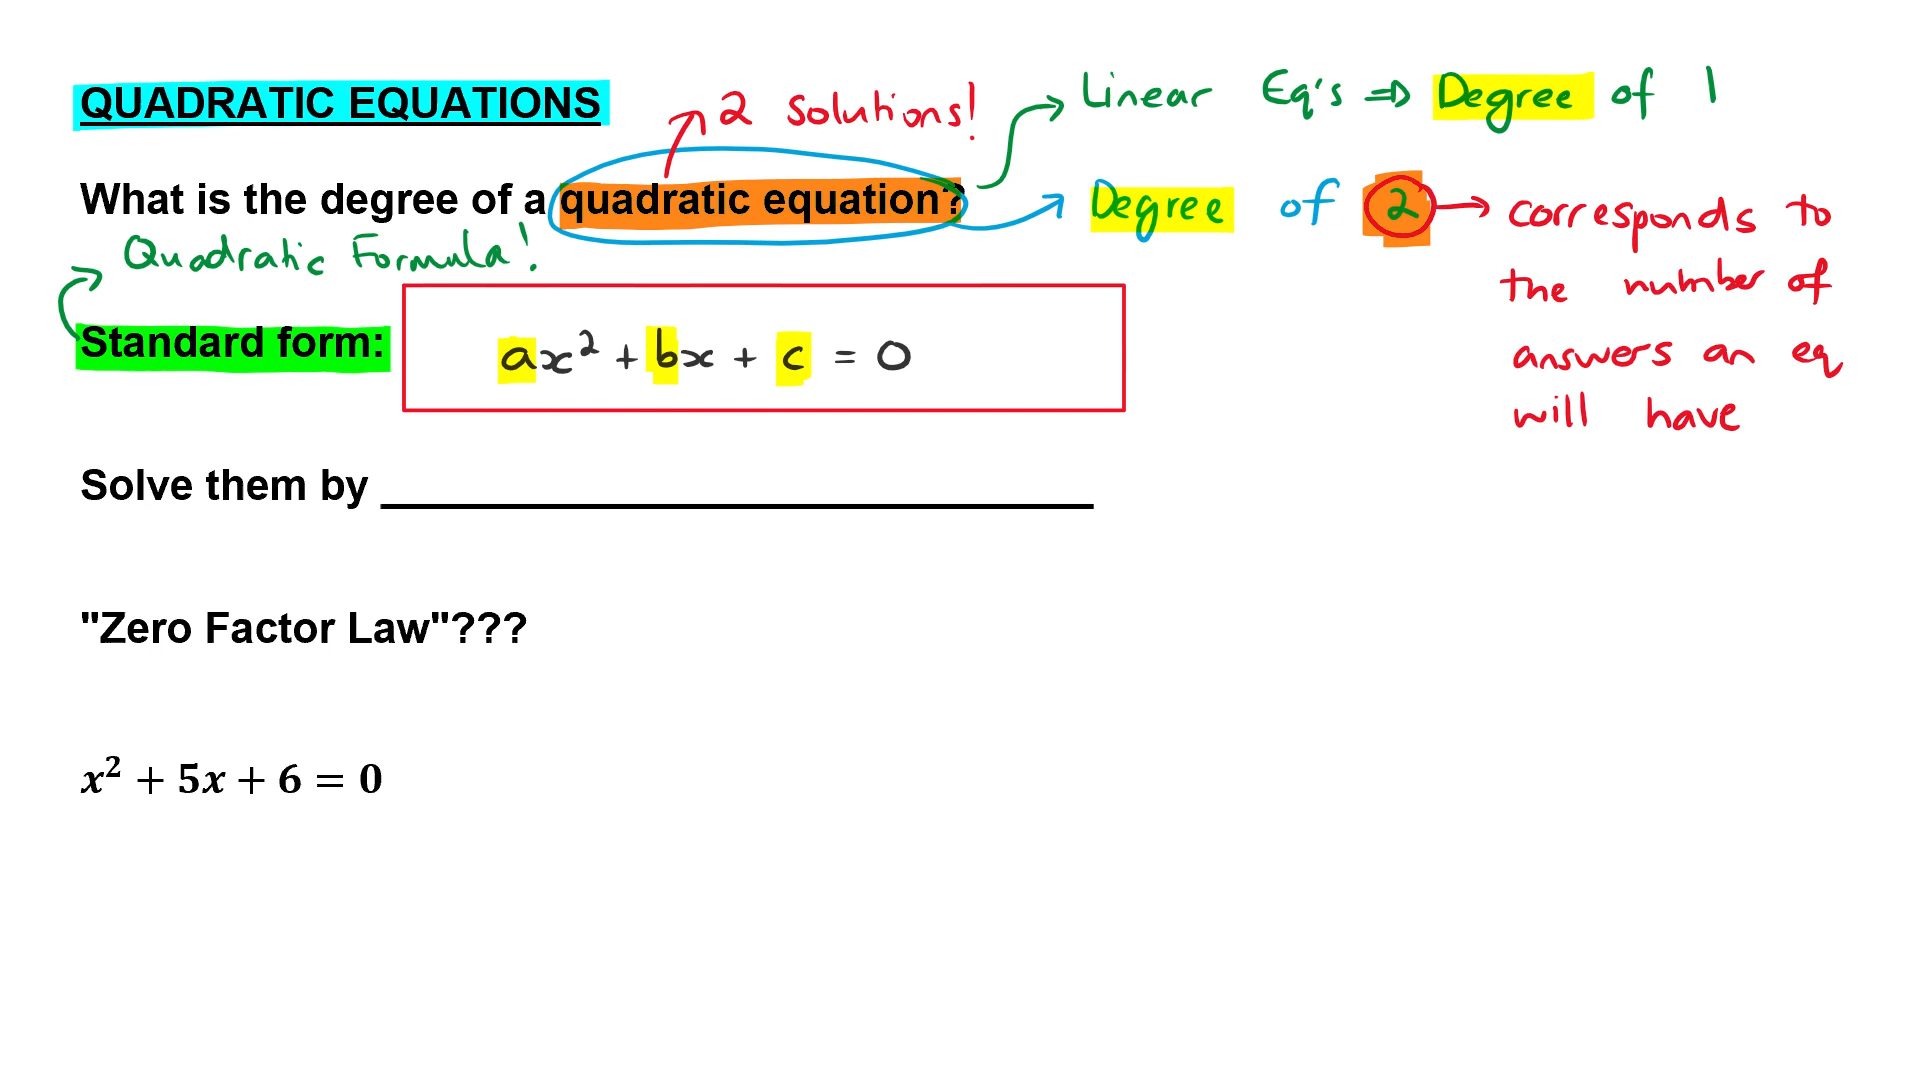 QUADRATIC EQUATIONS
2 solutions!
Linear Eq's ⇒ Degree of 1
What is the degree of a quadratic equation?
Degree of 2 → corresponds to
the number of
answers an eq
will have
Quadratic Formula!
Standard form:
ax² + bx + c = 0
Solve them by ______________________________
"Zero Factor Law"???
x² + 5x + 6 = 0